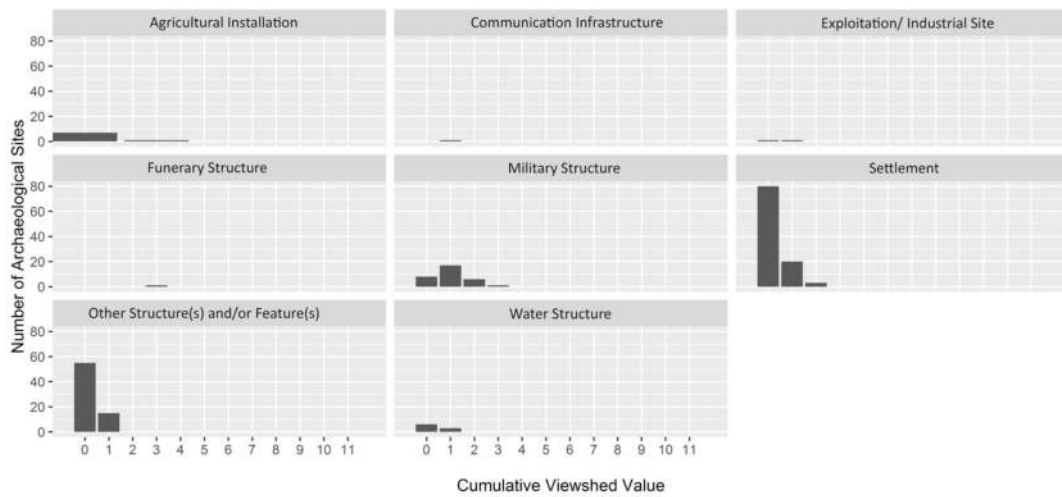 Agricultural Installation Communication Infrastructure Exploitation/ Industrial Site
80
60
40
20
0
Funerary Structure Military Structure Settlement
80
60
40
20
0
Other Structure(s) and/or Feature(s) Water Structure
80
60
40
20
0
0 1 2 3 4 5 6 7 8 9 10 11 0 1 2 3 4 5 6 7 8 9 10 11
Number of Archaeological Sites
Cumulative Viewshed Value